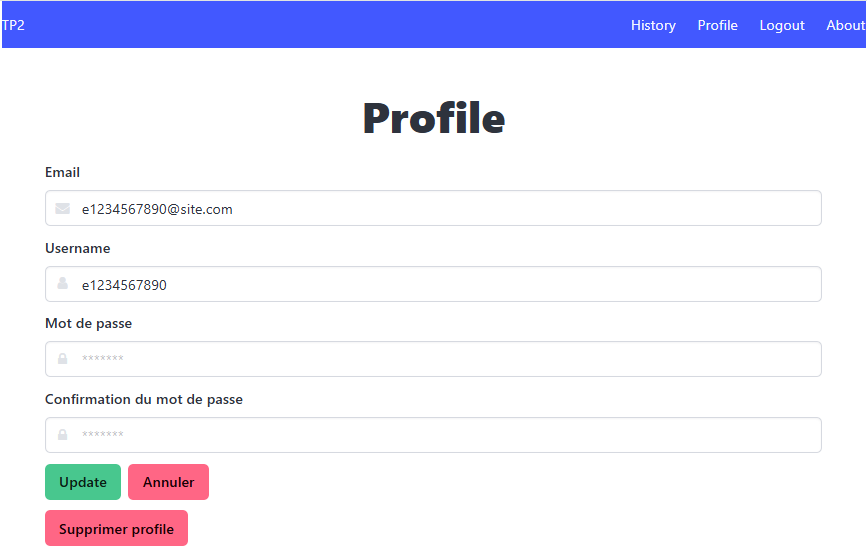 TP2 History Profile Logout About
Profile
Email
e1234567890@site.com
Username
e1234567890
Mot de passe
*******
Confirmation du mot de passe
*******
Update Annuler
Supprimer profile